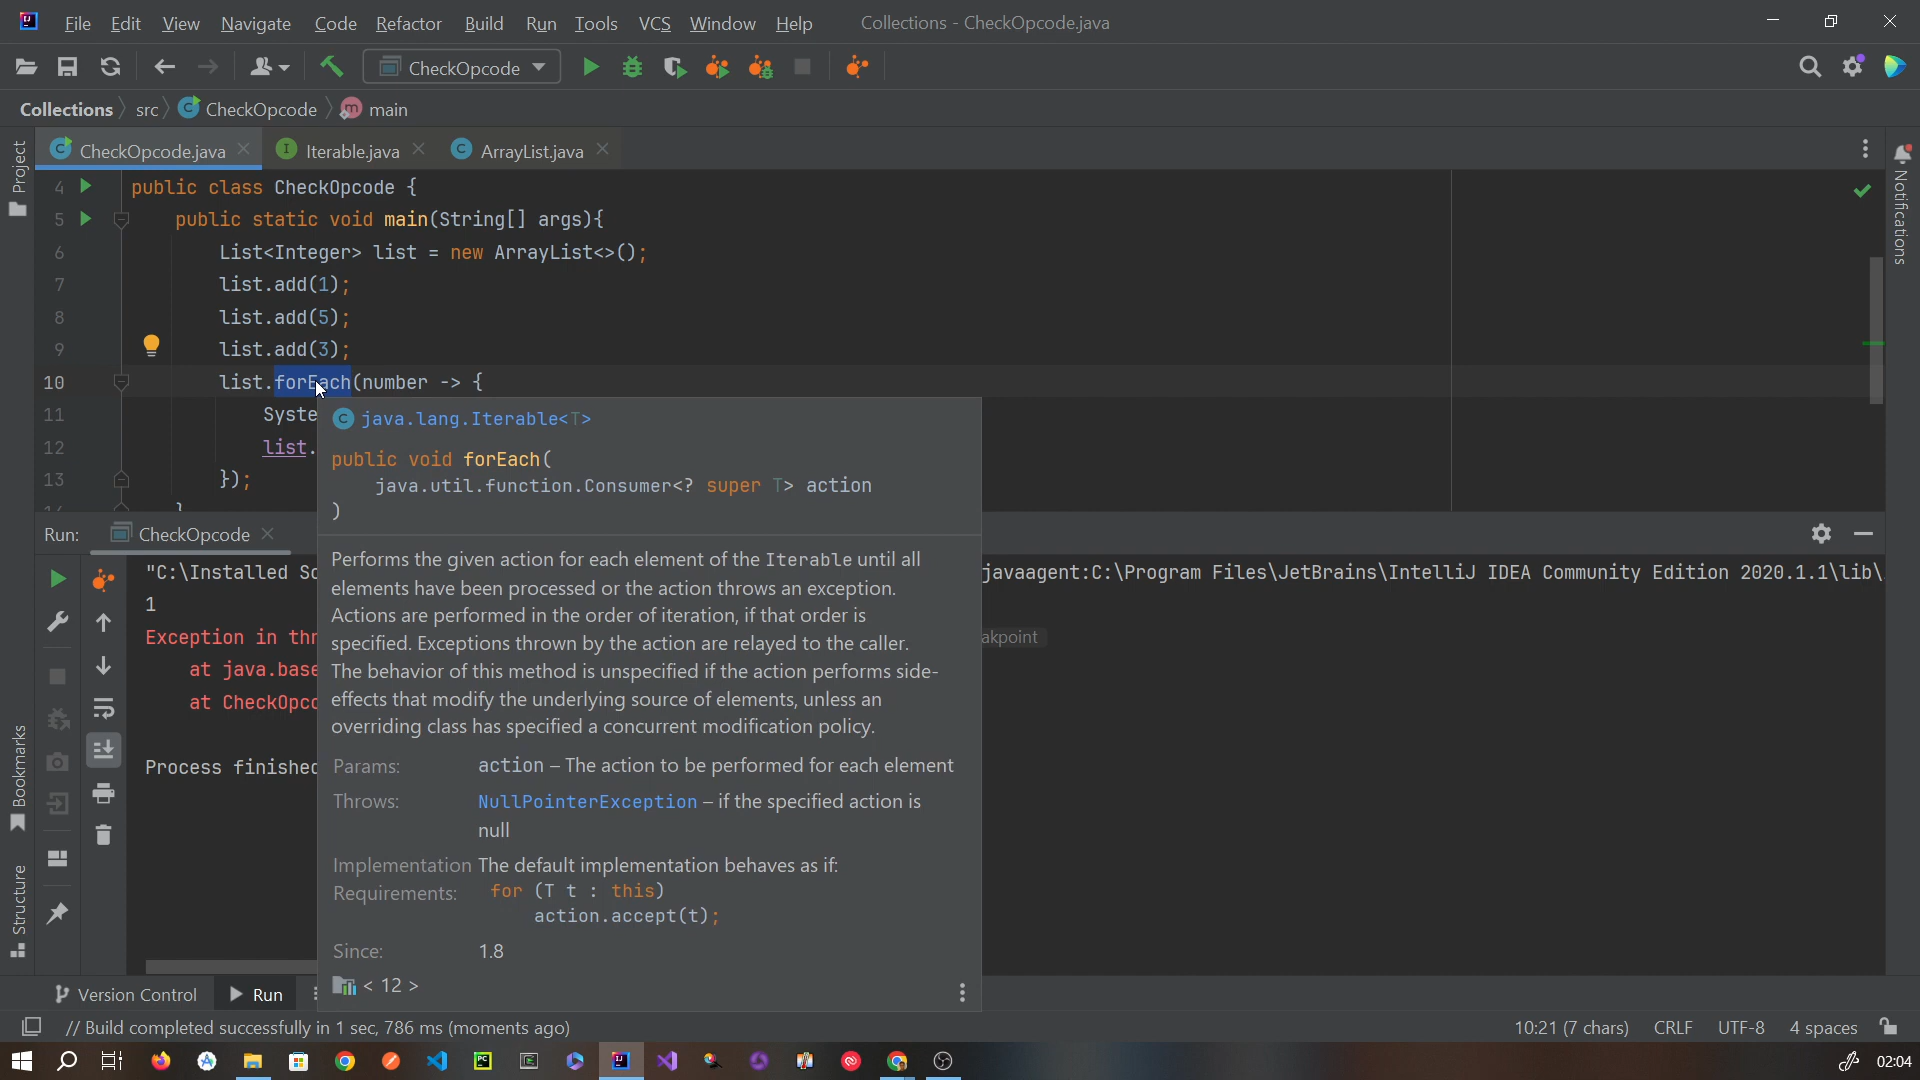 File Edit View Navigate Code Refactor Build Run Tools VCS Window Help Collections - CheckOpcode.java
CheckOpcode
Collections src CheckOpcode main
CheckOpcode.java Iterable.java ArrayList.java
Project
Notifications
4 public class CheckOpcode {
5 public static void main(String[] args){
6 List<Integer> list = new ArrayList<>();
7 list.add(1);
8 list.add(5);
9 list.add(3);
10 list.forEach(number -> {
11 Syste
12 list.
13 });
java.lang.Iterable<T>
public void forEach(
java.util.function.Consumer<? super T> action
)
Performs the given action for each element of the Iterable until all
elements have been processed or the action throws an exception.
Actions are performed in the order of iteration, if that order is
specified. Exceptions thrown by the action are relayed to the caller.
The behavior of this method is unspecified if the action performs side-
effects that modify the underlying source of elements, unless an
overriding class has specified a concurrent modification policy.
Params: action – The action to be performed for each element
Throws: NullPointerException – if the specified action is
null
Implementation The default implementation behaves as if:
Requirements: for (T t : this)
action.accept(t);
Since: 1.8
< 12 >
Run: CheckOpcode
"C:\Installed So
javaagent:C:\Program Files\JetBrains\IntelliJ IDEA Community Edition 2020.1.1\lib\
1
Exception in thr
akpoint
at java.base
at CheckOpco
Process finished
Bookmarks
Structure
Version Control Run
// Build completed successfully in 1 sec, 786 ms (moments ago) 10:21 (7 chars) CRLF UTF-8 4 spaces
02:04